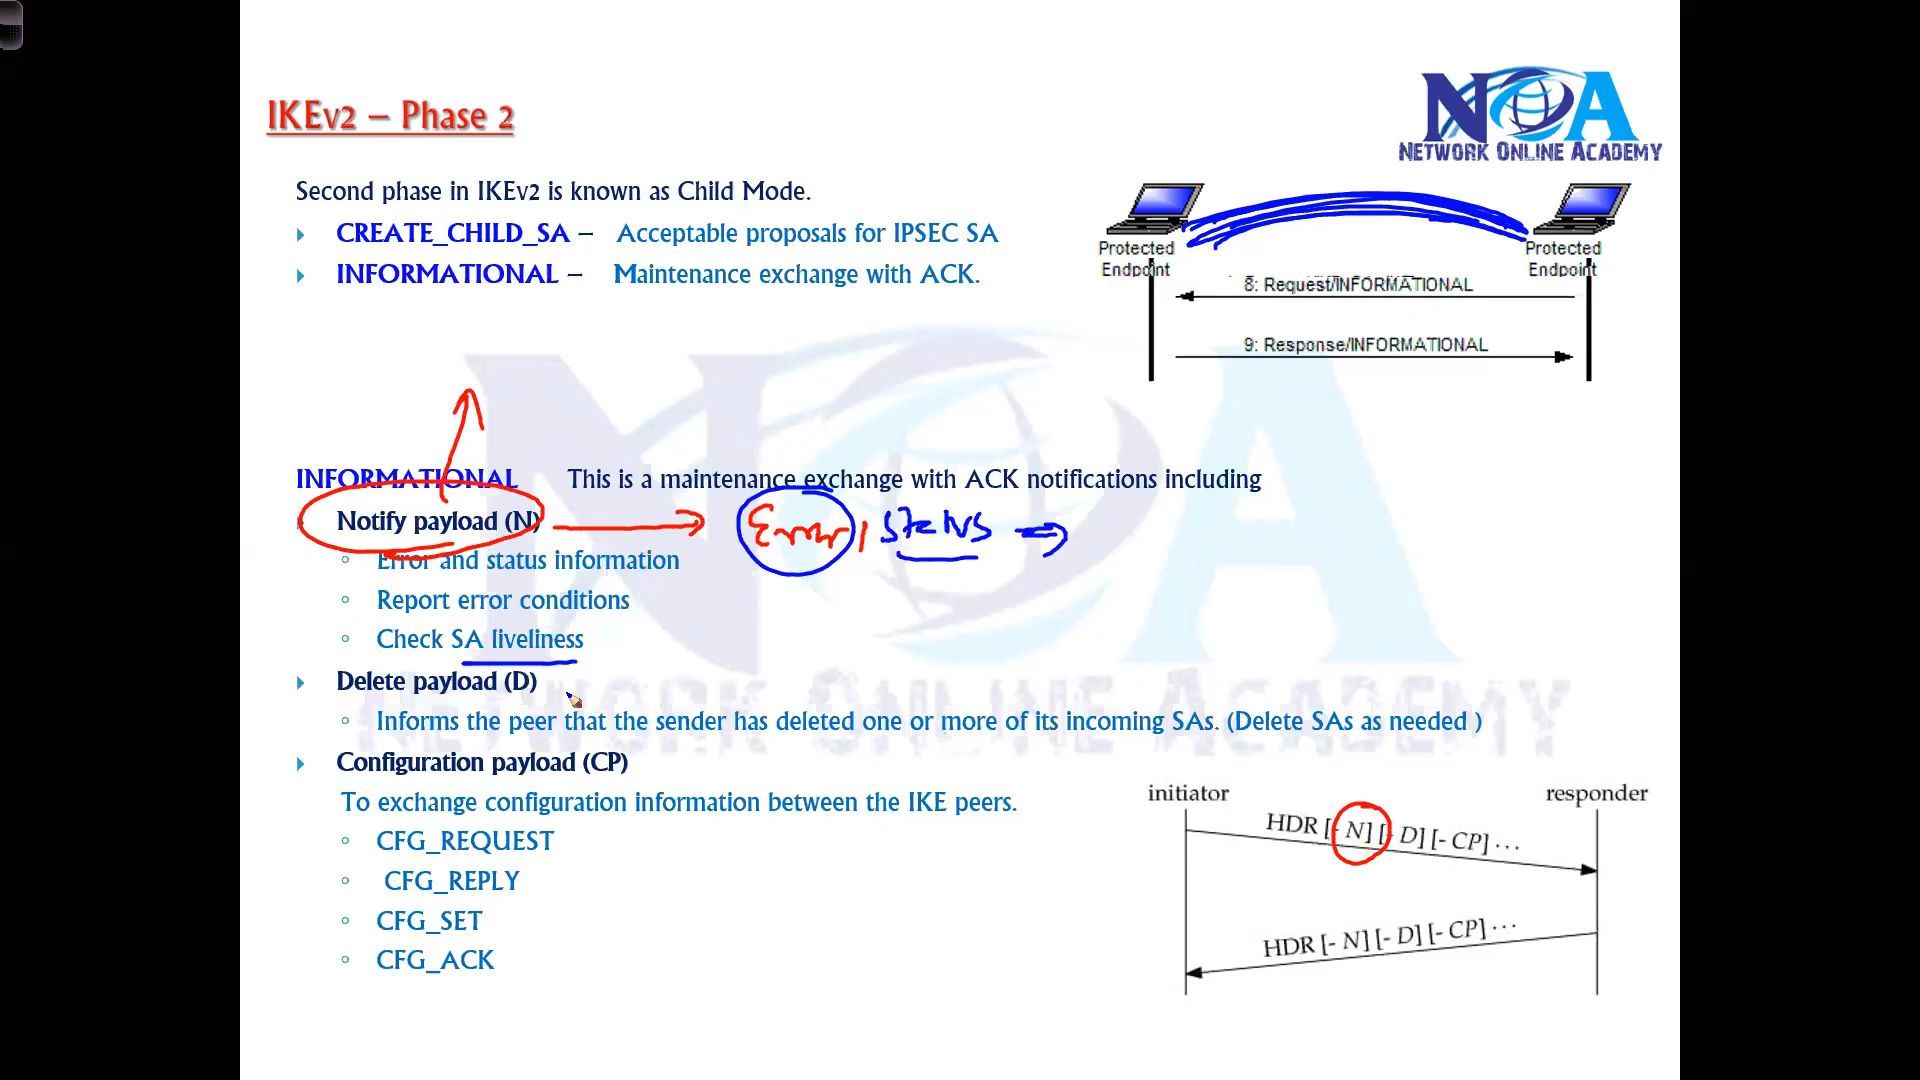 IKEv2 – Phase 2
NOA
NETWORK ONLINE ACADEMY
Second phase in IKEv2 is known as Child Mode.
CREATE_CHILD_SA – Acceptable proposals for IPSEC SA
INFORMATIONAL – Maintenance exchange with ACK.
Protected Endpoint
Protected Endpoint
8: Request/INFORMATIONAL
9: Response/INFORMATIONAL
INFORMATIONAL This is a maintenance exchange with ACK notifications including
Notify payload (N)
Error / Status
Error and status information
Report error conditions
Check SA liveliness
Delete payload (D)
Informs the peer that the sender has deleted one or more of its incoming SAs. (Delete SAs as needed )
Configuration payload (CP)
To exchange configuration information between the IKE peers.
CFG_REQUEST
CFG_REPLY
CFG_SET
CFG_ACK
initiator
responder
HDR [- N] [- D] [- CP] ...
HDR [- N] [- D] [- CP] ...
NETWORK ONLINE ACADEMY